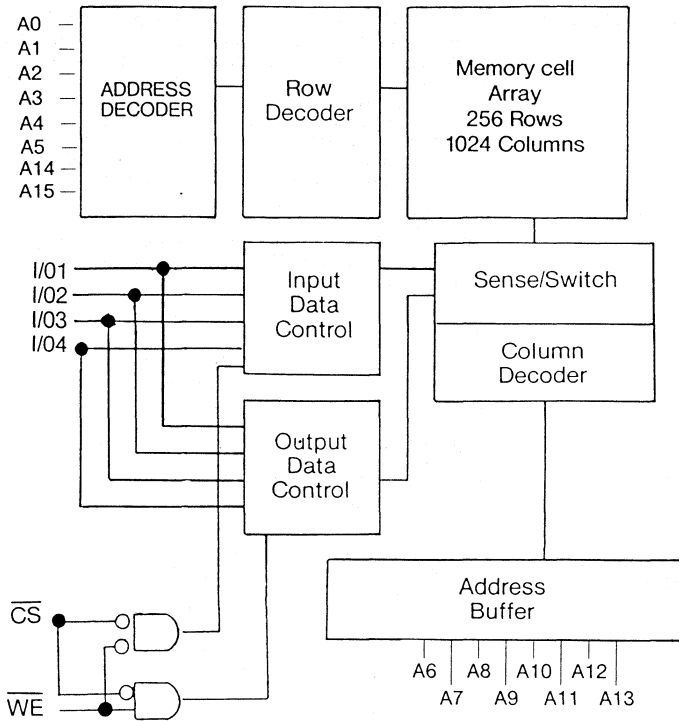 A0
A1
A2
A3
A4
A5
A14
A15
ADDRESS
DECODER
Row
Decoder
Memory cell
Array
256 Rows
1024 Columns
I/01
I/02
I/03
I/04
Input
Data
Control
Sense/Switch
Column
Decoder
Output
Data
Control
CS
WE
Address
Buffer
A6 A8 A10 A12
A7 A9 A11 A13